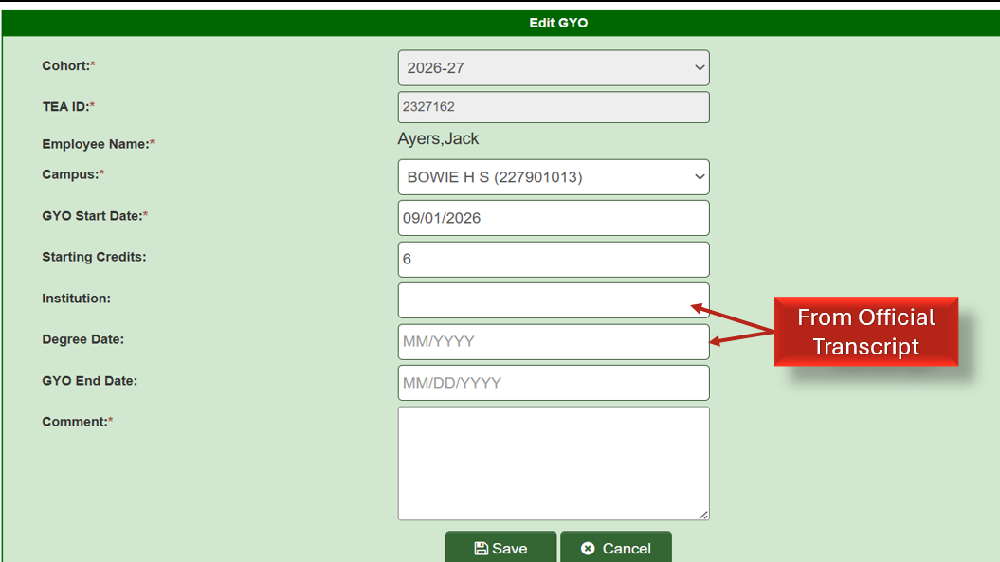 Edit GYO
Cohort:*
2026-27
TEA ID:*
2327162
Employee Name:*
Ayers,Jack
Campus:*
BOWIE H S (227901013)
GYO Start Date:*
09/01/2026
Starting Credits:
6
Institution:
Degree Date:
MM/YYYY
From Official
Transcript
GYO End Date:
MM/DD/YYYY
Comment:*
Save
Cancel